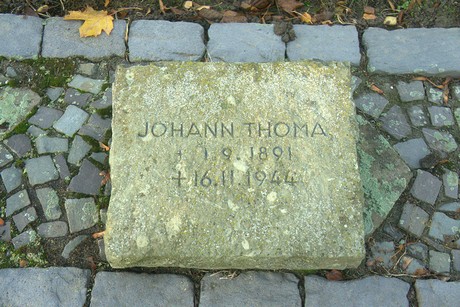 JOHANN THOMA
+ 1.9.1891
+ 16.11.1944